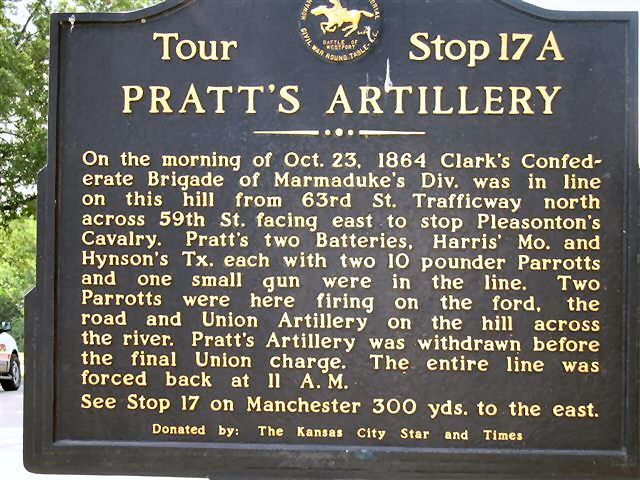 CIVIL WAR ROUND TABLE, K.C.
BATTLE OF
WESTPORT
Tour Stop 17A
PRATT'S ARTILLERY
On the morning of Oct. 23, 1864 Clark's Confed-
erate Brigade of Marmaduke's Div. was in line
on this hill from 63rd St. Trafficway north
across 59th St. facing east to stop Pleasonton's
Cavalry. Pratt's two Batteries, Harris' Mo. and
Hynson's Tx. each with two 10 pounder Parrotts
and one small gun were in the line. Two
Parrotts were here firing on the ford, the
road and Union Artillery on the hill across
the river. Pratt's Artillery was withdrawn before
the final Union charge. The entire line was
forced back at 11 A.M.
See Stop 17 on Manchester 300 yds. to the east.
Donated by: The Kansas City Star and Times